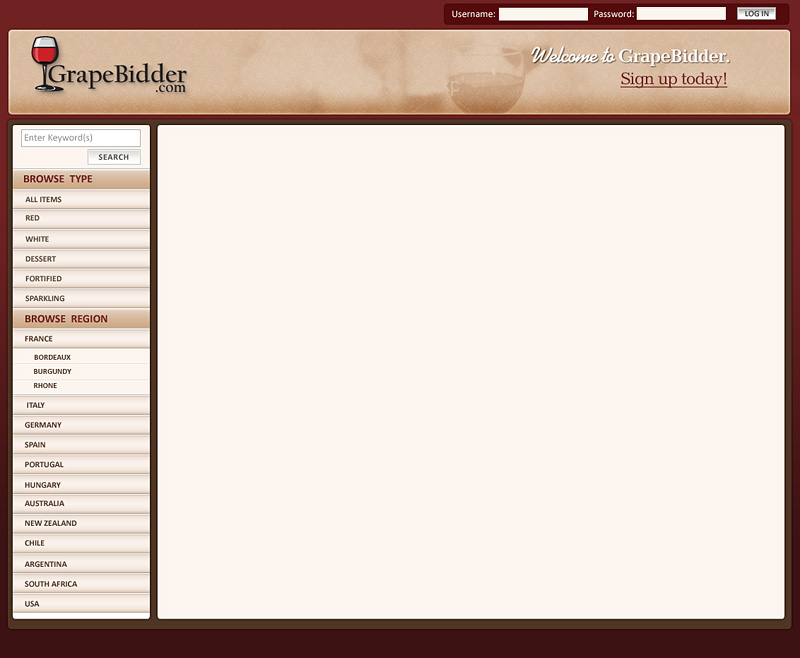 Username: Password: LOG IN
GrapeBidder
.com
Welcome to GrapeBidder.
Sign up today!
Enter Keyword(s)
SEARCH
BROWSE TYPE
ALL ITEMS
RED
WHITE
DESSERT
FORTIFIED
SPARKLING
BROWSE REGION
FRANCE
BORDEAUX
BURGUNDY
RHONE
ITALY
GERMANY
SPAIN
PORTUGAL
HUNGARY
AUSTRALIA
NEW ZEALAND
CHILE
ARGENTINA
SOUTH AFRICA
USA